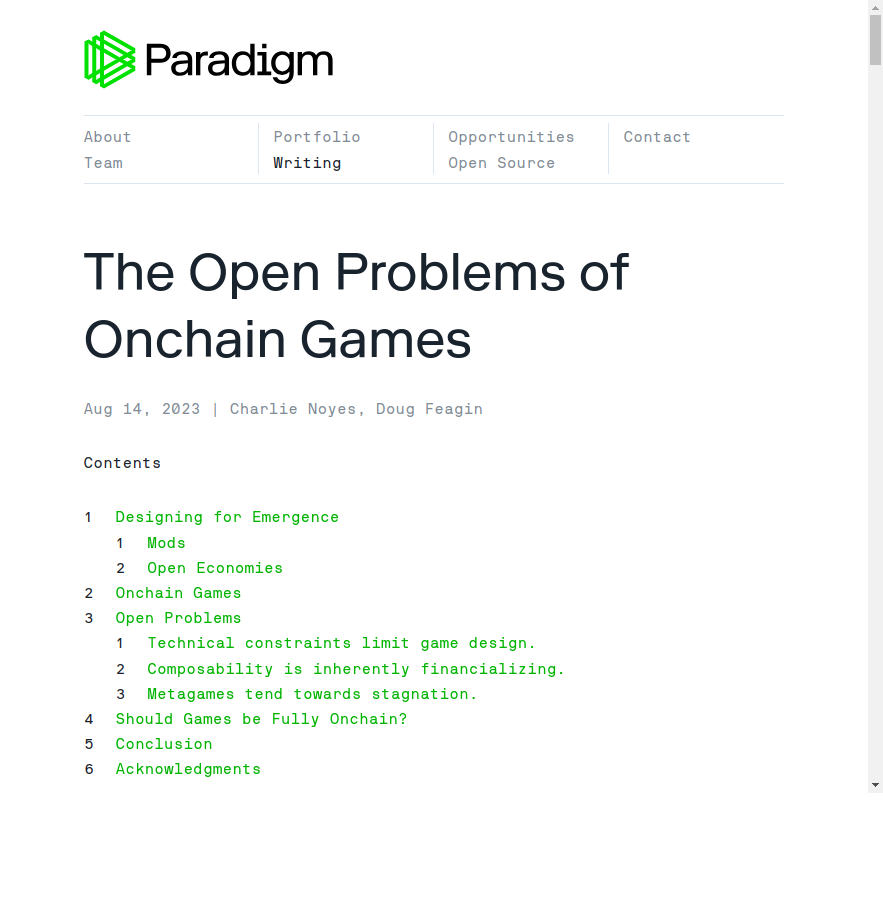 Paradigm
About
Team
Portfolio
Writing
Opportunities
Open Source
Contact
The Open Problems of
Onchain Games
Aug 14, 2023 | Charlie Noyes, Doug Feagin
Contents
1 Designing for Emergence
1 Mods
2 Open Economies
2 Onchain Games
3 Open Problems
1 Technical constraints limit game design.
2 Composability is inherently financializing.
3 Metagames tend towards stagnation.
4 Should Games be Fully Onchain?
5 Conclusion
6 Acknowledgments